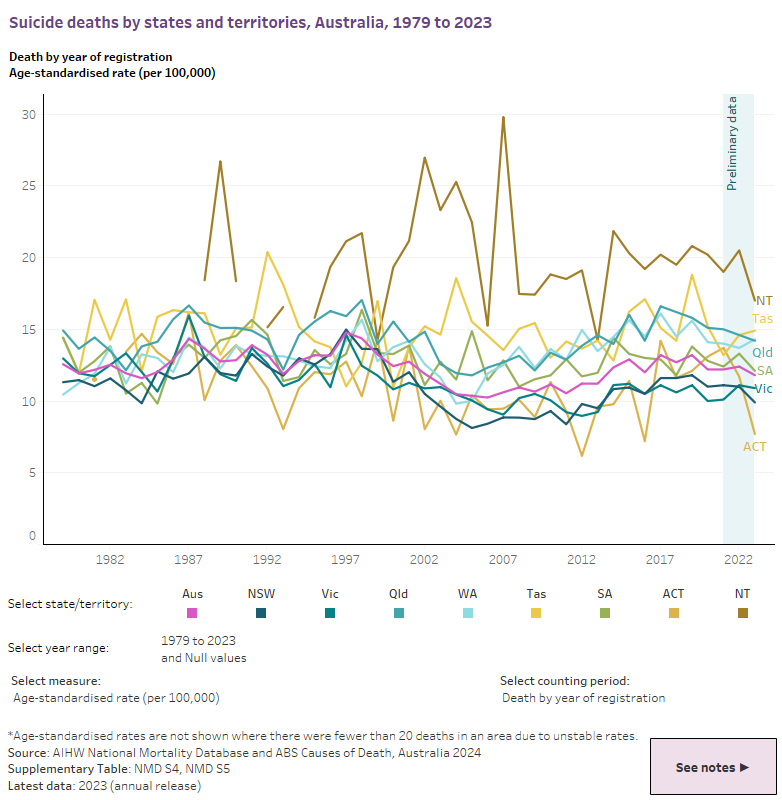 Suicide deaths by states and territories, Australia, 1979 to 2023
Death by year of registration
Age-standardised rate (per 100,000)
30
25
20
15
10
5
0
Preliminary data
NT
Tas
Qld
SA
Vic
ACT
1982
1987
1992
1997
2002
2007
2012
2017
2022
Aus NSW Vic Qld WA Tas SA ACT NT
Select state/territory:
Select year range:
1979 to 2023
and Null values
Select measure:
Age-standardised rate (per 100,000)
Select counting period:
Death by year of registration
*Age-standardised rates are not shown where there were fewer than 20 deaths in an area due to unstable rates.
Source: AIHW National Mortality Database and ABS Causes of Death, Australia 2024
Supplementary Table: NMD S4, NMD S5
Latest data: 2023 (annual release)
See notes ▶